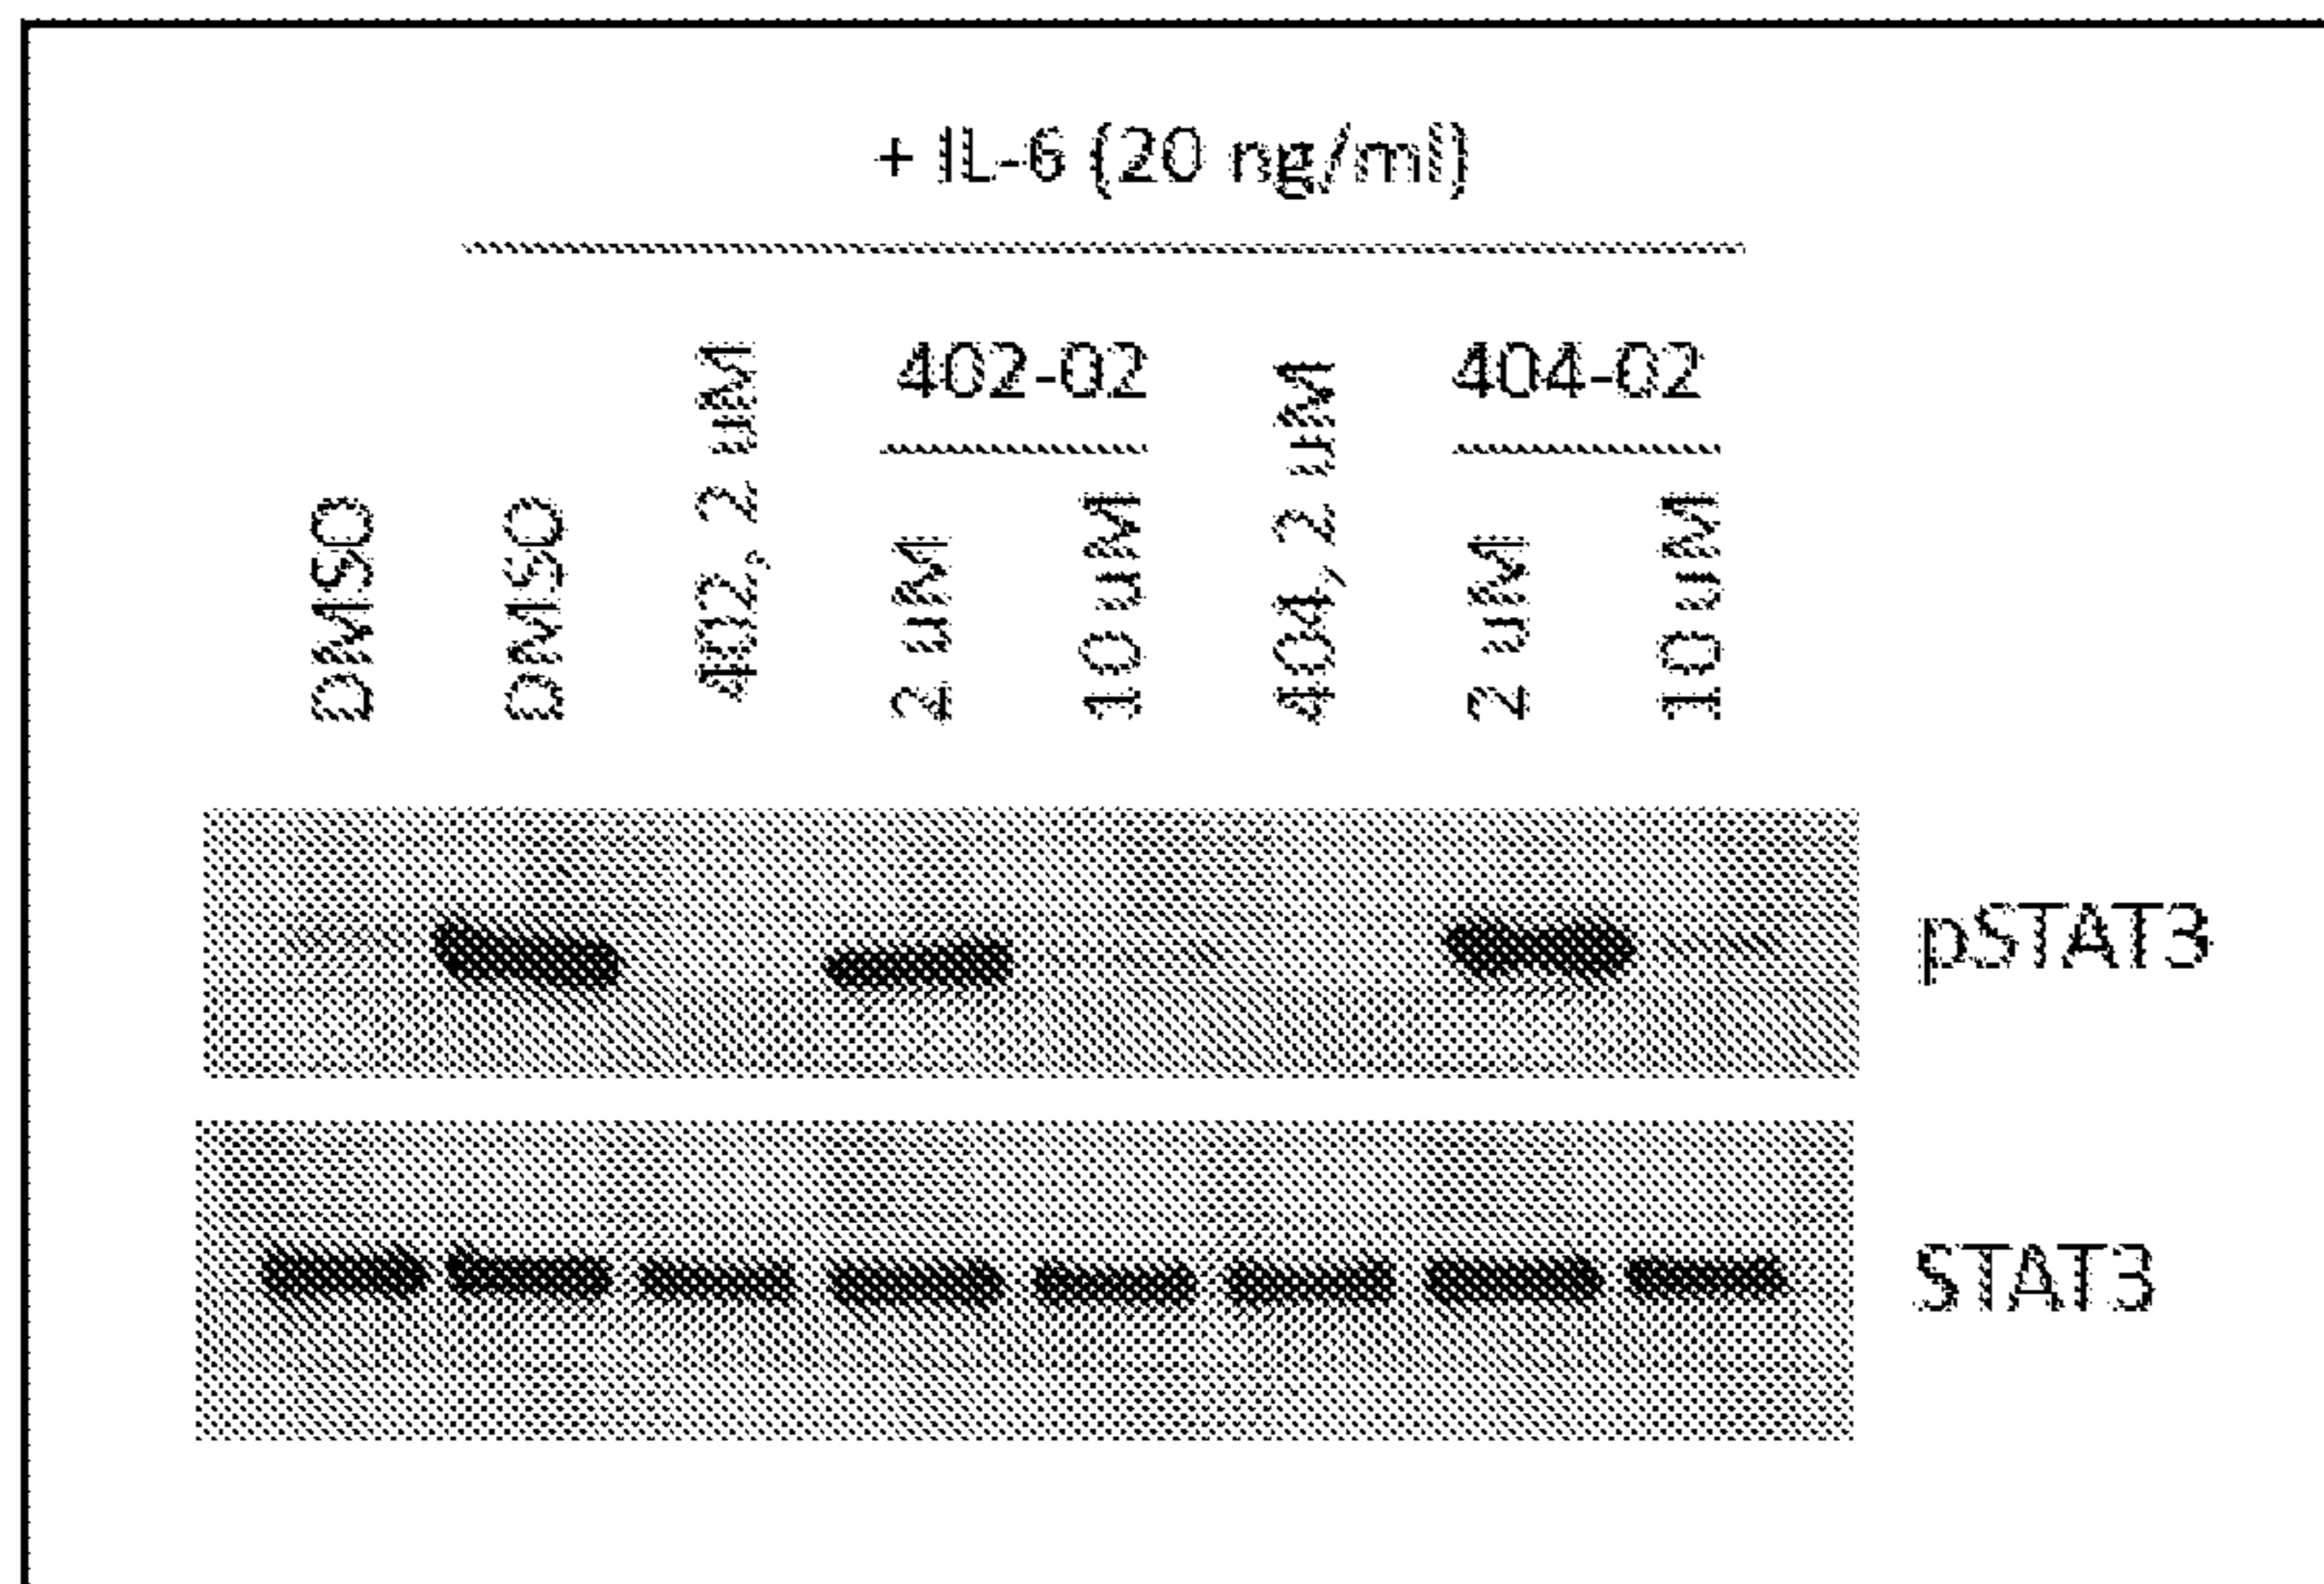 + IL-6 (20 ng/ml)
402-02
404-02
DMSO
DMSO
402, 2 uM
2 uM
10 uM
404, 2 uM
2 uM
10 uM
pSTAT3
STAT3